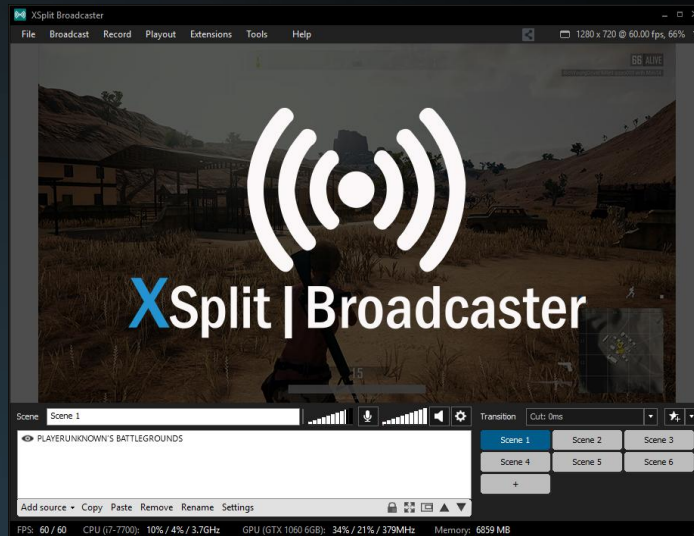 XSplit Broadcaster
File Broadcast Record Playout Extensions Tools Help 1280 x 720 @ 60.00 fps, 66%
66 ALIVE
XSplit | Broadcaster
15
Scene Scene 1 Transition Cut: 0ms
PLAYERUNKNOWN'S BATTLEGROUNDS
Scene 1 Scene 2 Scene 3
Scene 4 Scene 5 Scene 6
+
Add source Copy Paste Remove Rename Settings
FPS: 60 / 60 CPU (i7-7700): 10% / 4% / 3.7GHz GPU (GTX 1060 6GB): 34% / 21% / 379MHz Memory: 6859 MB